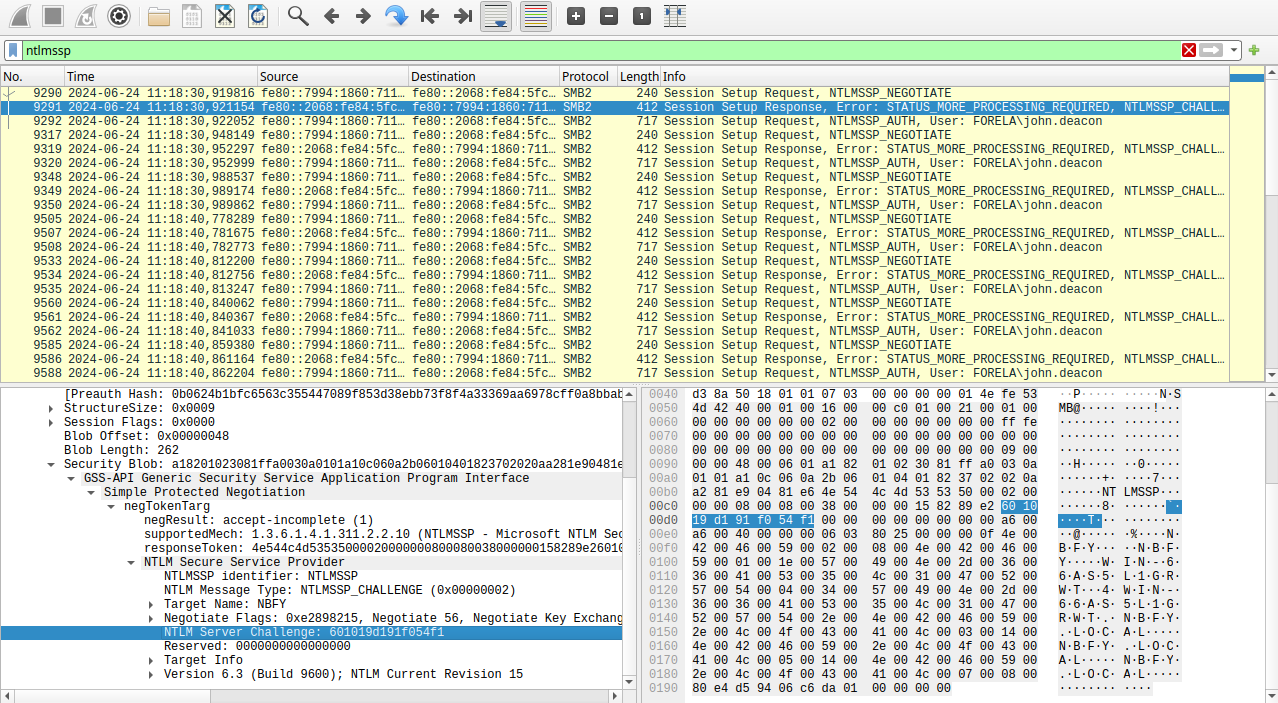 ntlmssp
No. Time Source Destination Protocol Length Info
9290 2024-06-24 11:18:30,919816 fe80::7994:1860:711… fe80::2068:fe84:5fc… SMB2 240 Session Setup Request, NTLMSSP_NEGOTIATE
9291 2024-06-24 11:18:30,921154 fe80::2068:fe84:5fc… fe80::7994:1860:711… SMB2 412 Session Setup Response, Error: STATUS_MORE_PROCESSING_REQUIRED, NTLMSSP_CHALL…
9292 2024-06-24 11:18:30,922052 fe80::7994:1860:711… fe80::2068:fe84:5fc… SMB2 717 Session Setup Request, NTLMSSP_AUTH, User: FORELA\john.deacon
9317 2024-06-24 11:18:30,948149 fe80::7994:1860:711… fe80::2068:fe84:5fc… SMB2 240 Session Setup Request, NTLMSSP_NEGOTIATE
9319 2024-06-24 11:18:30,952297 fe80::2068:fe84:5fc… fe80::7994:1860:711… SMB2 412 Session Setup Response, Error: STATUS_MORE_PROCESSING_REQUIRED, NTLMSSP_CHALL…
9320 2024-06-24 11:18:30,952999 fe80::7994:1860:711… fe80::2068:fe84:5fc… SMB2 717 Session Setup Request, NTLMSSP_AUTH, User: FORELA\john.deacon
9348 2024-06-24 11:18:30,988537 fe80::7994:1860:711… fe80::2068:fe84:5fc… SMB2 240 Session Setup Request, NTLMSSP_NEGOTIATE
9349 2024-06-24 11:18:30,989174 fe80::2068:fe84:5fc… fe80::7994:1860:711… SMB2 412 Session Setup Response, Error: STATUS_MORE_PROCESSING_REQUIRED, NTLMSSP_CHALL…
9350 2024-06-24 11:18:30,989862 fe80::7994:1860:711… fe80::2068:fe84:5fc… SMB2 717 Session Setup Request, NTLMSSP_AUTH, User: FORELA\john.deacon
9505 2024-06-24 11:18:40,778289 fe80::7994:1860:711… fe80::2068:fe84:5fc… SMB2 240 Session Setup Request, NTLMSSP_NEGOTIATE
9507 2024-06-24 11:18:40,781675 fe80::2068:fe84:5fc… fe80::7994:1860:711… SMB2 412 Session Setup Response, Error: STATUS_MORE_PROCESSING_REQUIRED, NTLMSSP_CHALL…
9508 2024-06-24 11:18:40,782773 fe80::7994:1860:711… fe80::2068:fe84:5fc… SMB2 717 Session Setup Request, NTLMSSP_AUTH, User: FORELA\john.deacon
9533 2024-06-24 11:18:40,812200 fe80::7994:1860:711… fe80::2068:fe84:5fc… SMB2 240 Session Setup Request, NTLMSSP_NEGOTIATE
9534 2024-06-24 11:18:40,812756 fe80::2068:fe84:5fc… fe80::7994:1860:711… SMB2 412 Session Setup Response, Error: STATUS_MORE_PROCESSING_REQUIRED, NTLMSSP_CHALL…
9535 2024-06-24 11:18:40,813247 fe80::7994:1860:711… fe80::2068:fe84:5fc… SMB2 717 Session Setup Request, NTLMSSP_AUTH, User: FORELA\john.deacon
9560 2024-06-24 11:18:40,840062 fe80::7994:1860:711… fe80::2068:fe84:5fc… SMB2 240 Session Setup Request, NTLMSSP_NEGOTIATE
9561 2024-06-24 11:18:40,840367 fe80::2068:fe84:5fc… fe80::7994:1860:711… SMB2 412 Session Setup Response, Error: STATUS_MORE_PROCESSING_REQUIRED, NTLMSSP_CHALL…
9562 2024-06-24 11:18:40,841033 fe80::7994:1860:711… fe80::2068:fe84:5fc… SMB2 717 Session Setup Request, NTLMSSP_AUTH, User: FORELA\john.deacon
9585 2024-06-24 11:18:40,859380 fe80::7994:1860:711… fe80::2068:fe84:5fc… SMB2 240 Session Setup Request, NTLMSSP_NEGOTIATE
9586 2024-06-24 11:18:40,861164 fe80::2068:fe84:5fc… fe80::7994:1860:711… SMB2 412 Session Setup Response, Error: STATUS_MORE_PROCESSING_REQUIRED, NTLMSSP_CHALL…
9588 2024-06-24 11:18:40,862204 fe80::7994:1860:711… fe80::2068:fe84:5fc… SMB2 717 Session Setup Request, NTLMSSP_AUTH, User: FORELA\john.deacon
[Preauth Hash: 0b0624b1bfc6563c355447089f853d38ebb73f8f4a33369aa6978cff0a8bbab
StructureSize: 0x0009
Session Flags: 0x0000
Blob Offset: 0x00000048
Blob Length: 262
Security Blob: a18201023081ffa0030a0101a10c060a2b06010401823702020aa281e90481e
GSS-API Generic Security Service Application Program Interface
Simple Protected Negotiation
negTokenTarg
negResult: accept-incomplete (1)
supportedMech: 1.3.6.1.4.1.311.2.2.10 (NTLMSSP - Microsoft NTLM Sec
responseToken: 4e544c4d53535000020000000800080038000000158289e26010
NTLM Secure Service Provider
NTLMSSP identifier: NTLMSSP
NTLM Message Type: NTLMSSP_CHALLENGE (0x00000002)
Target Name: NBFY
Negotiate Flags: 0xe2898215, Negotiate 56, Negotiate Key Exchang
NTLM Server Challenge: 601019d191f054f1
Reserved: 0000000000000000
Target Info
Version 6.3 (Build 9600); NTLM Current Revision 15
0040 d3 8a 50 18 01 01 07 03 00 00 00 00 01 4e fe 53 ··P····· ·····N·S
0050 4d 42 40 00 01 00 16 00 00 c0 01 00 21 00 01 00 MB@····· ····!···
0060 00 00 00 00 00 00 02 00 00 00 00 00 00 00 ff fe ········ ········
0070 00 00 00 00 00 00 00 00 00 00 00 00 00 00 00 00 ········ ········
0080 00 00 00 00 00 00 00 00 00 00 00 00 00 00 09 00 ········ ········
0090 00 00 48 00 06 01 a1 82 01 02 30 81 ff a0 03 0a ··H····· ··0·····
00a0 01 01 a1 0c 06 0a 2b 06 01 04 01 82 37 02 02 0a ······+· ····7···
00b0 a2 81 e9 04 81 e6 4e 54 4c 4d 53 53 50 00 02 00 ······NT LMSSP···
00c0 00 00 08 00 08 00 38 00 00 00 15 82 89 e2 60 10 ······8· ······`·
00d0 19 d1 91 f0 54 f1 00 00 00 00 00 00 00 00 a6 00 ····T··· ········
00e0 a6 00 40 00 00 00 06 03 80 25 00 00 00 0f 4e 00 ··@····· ·%····N·
00f0 42 00 46 00 59 00 02 00 08 00 4e 00 42 00 46 00 B·F·Y··· ··N·B·F·
0100 59 00 01 00 1e 00 57 00 49 00 4e 00 2d 00 36 00 Y·····W· I·N·-·6·
0110 36 00 41 00 53 00 35 00 4c 00 31 00 47 00 52 00 6·A·S·5· L·1·G·R·
0120 57 00 54 00 04 00 34 00 57 00 49 00 4e 00 2d 00 W·T···4· W·I·N·-·
0130 36 00 36 00 41 00 53 00 35 00 4c 00 31 00 47 00 6·6·A·S· 5·L·1·G·
0140 52 00 57 00 54 00 2e 00 4e 00 42 00 46 00 59 00 R·W·T·.· N·B·F·Y·
0150 2e 00 4c 00 4f 00 43 00 41 00 4c 00 03 00 14 00 .·L·O·C· A·L·····
0160 4e 00 42 00 46 00 59 00 2e 00 4c 00 4f 00 43 00 N·B·F·Y· .·L·O·C·
0170 41 00 4c 00 05 00 14 00 4e 00 42 00 46 00 59 00 A·L····· N·B·F·Y·
0180 2e 00 4c 00 4f 00 43 00 41 00 4c 00 07 00 08 00 .·L·O·C· A·L·····
0190 80 e4 d5 94 06 c6 da 01 00 00 00 00 ········ ····